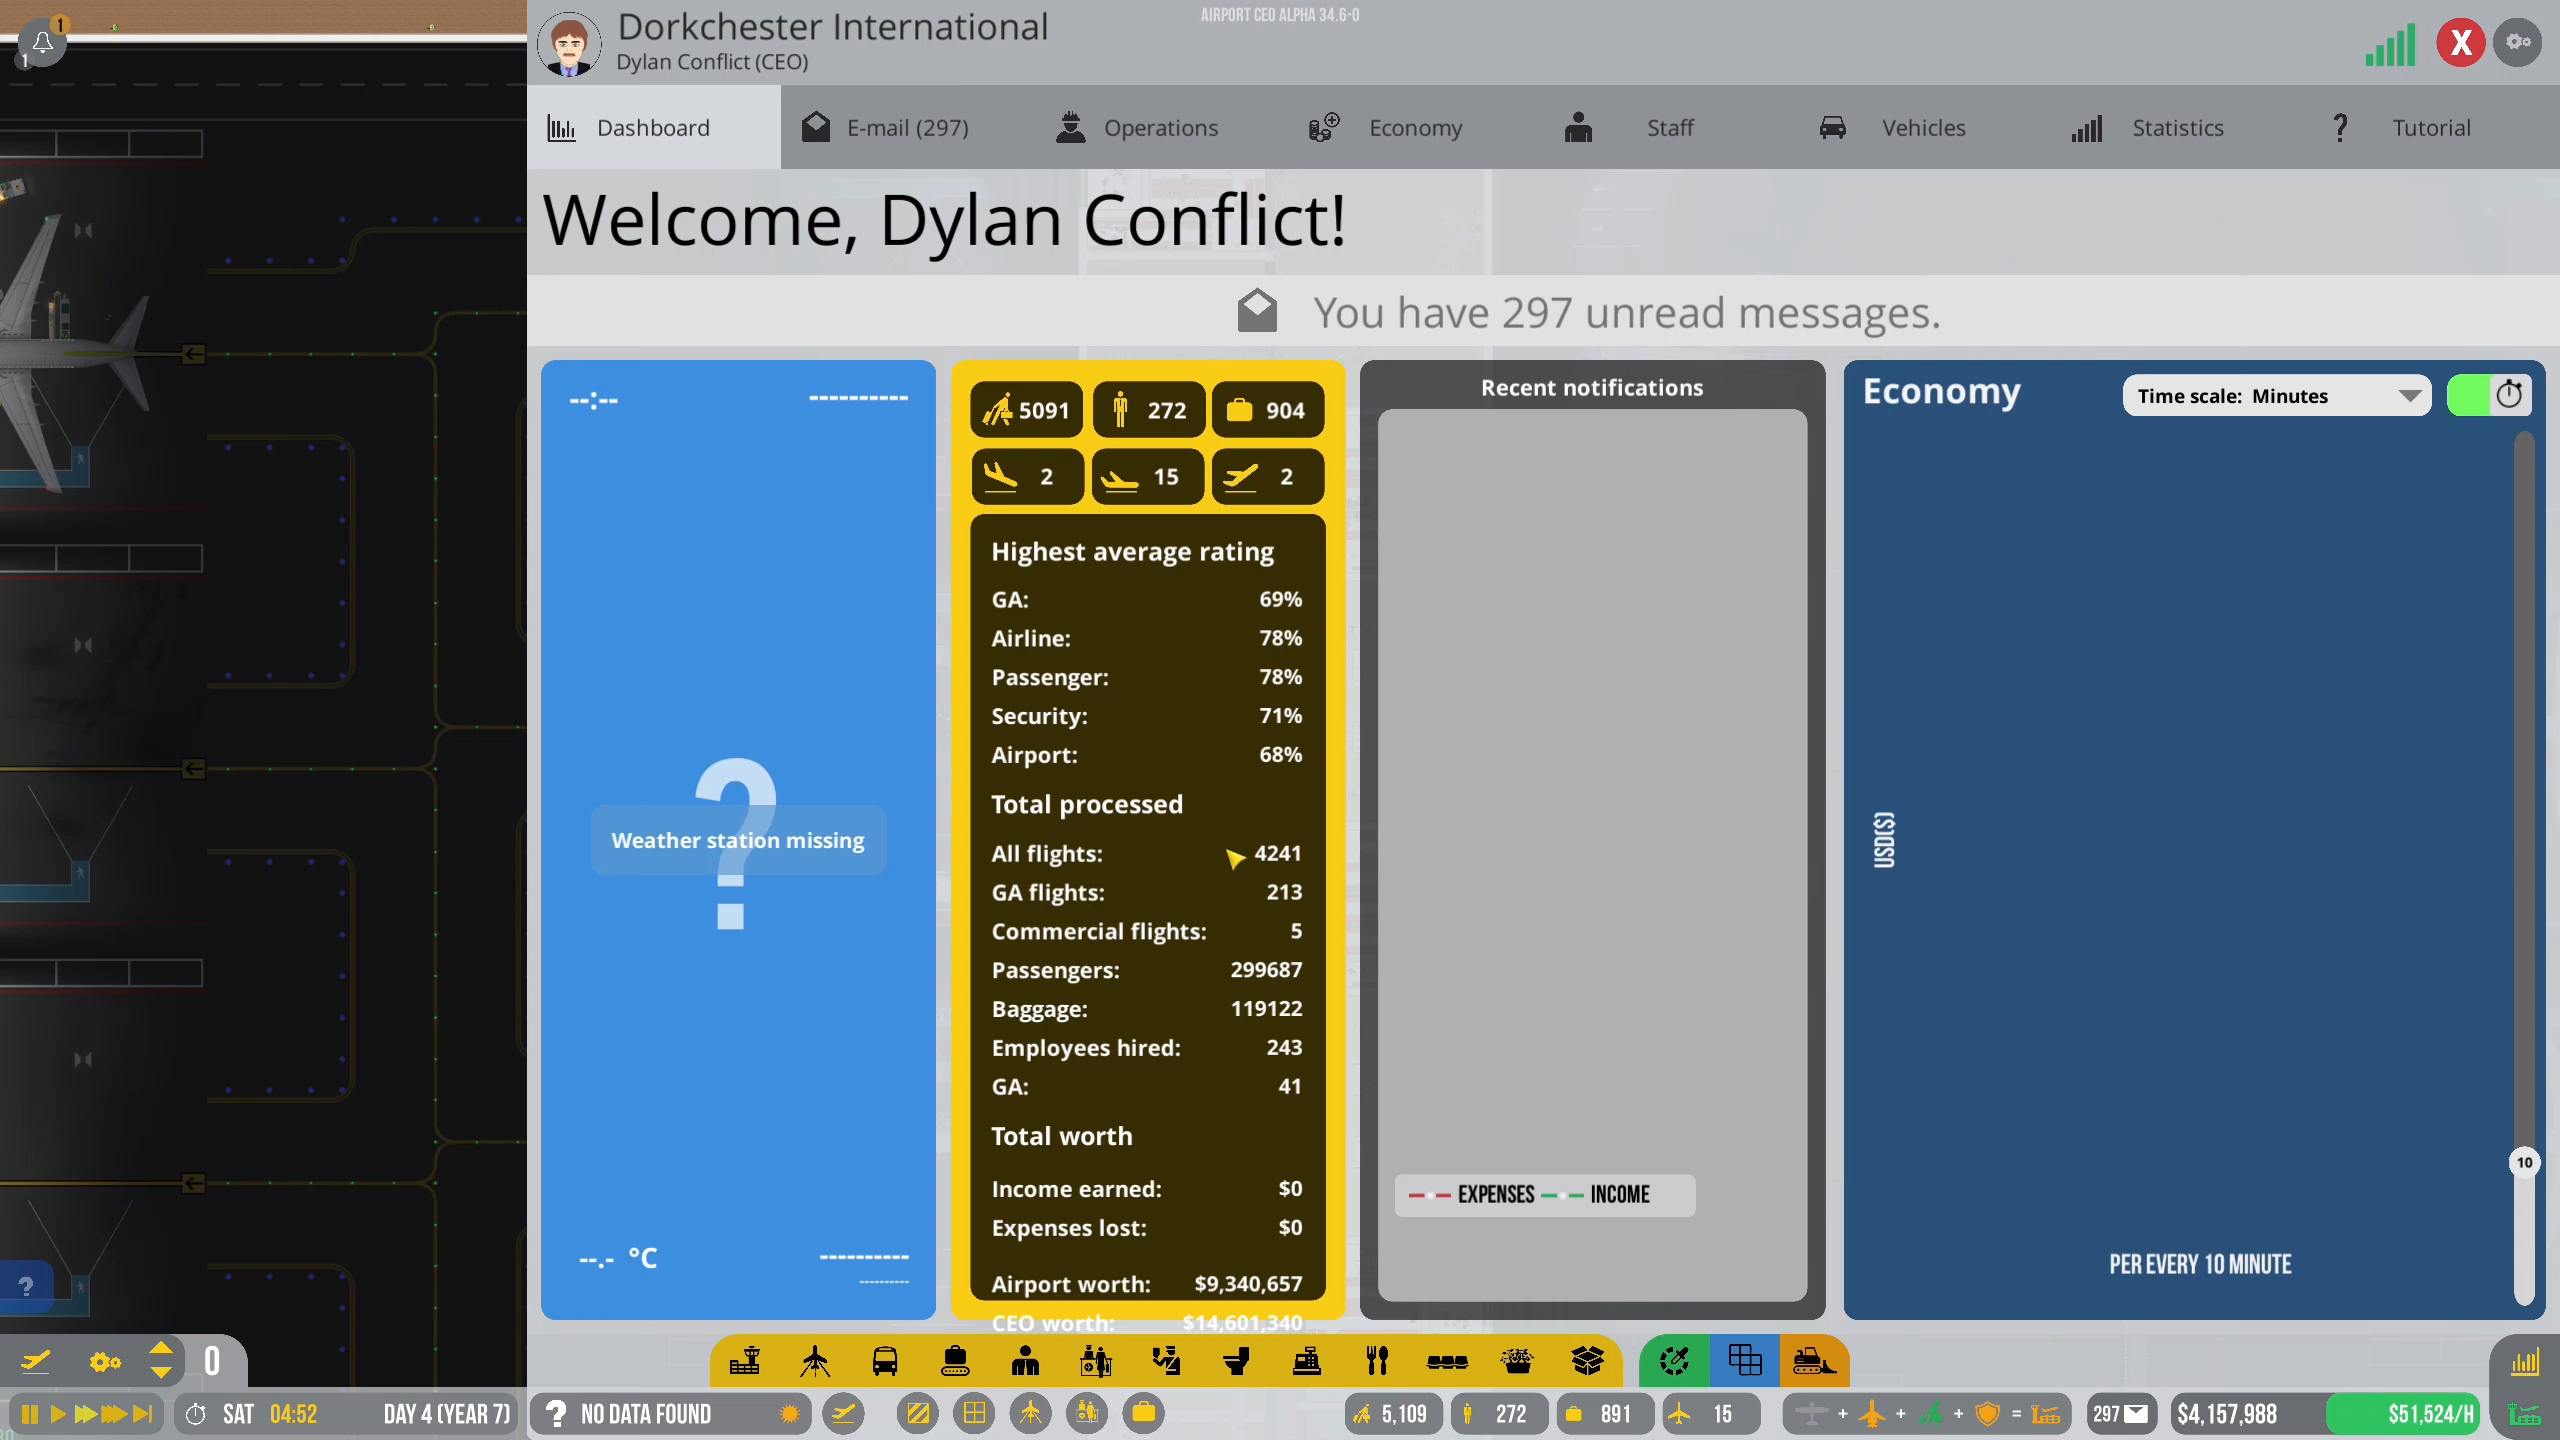 AIRPORT CEO ALPHA 34.6-0
1
1
Dorkchester International
Dylan Conflict (CEO)
X
Dashboard
E-mail (297)
Operations
Economy
Staff
Vehicles
? Tutorial
Statistics
Welcome, Dylan Conflict!
You have 297 unread messages.
--:-- ----------
?
Weather station missing
--.- °C ----------
----------
5091 272 904
2 15 2
Highest average rating
GA: 69%
Airline: 78%
Passenger: 78%
Security: 71%
Airport: 68%
Total processed
All flights: 4241
GA flights: 213
Commercial flights: 5
Passengers: 299687
Baggage: 119122
Employees hired: 243
GA: 41
Total worth
Income earned: $0
Expenses lost: $0
Airport worth: $9,340,657
CEO worth: $14,601,340
Recent notifications
EXPENSES INCOME
Economy
Time scale: Minutes
USD($)
10
PER EVERY 10 MINUTE
?
0
SAT 04:52 DAY 4 (YEAR 7)
? NO DATA FOUND
5,109 272 891 15
+ + + =
297 $4,157,988 $51,524/H